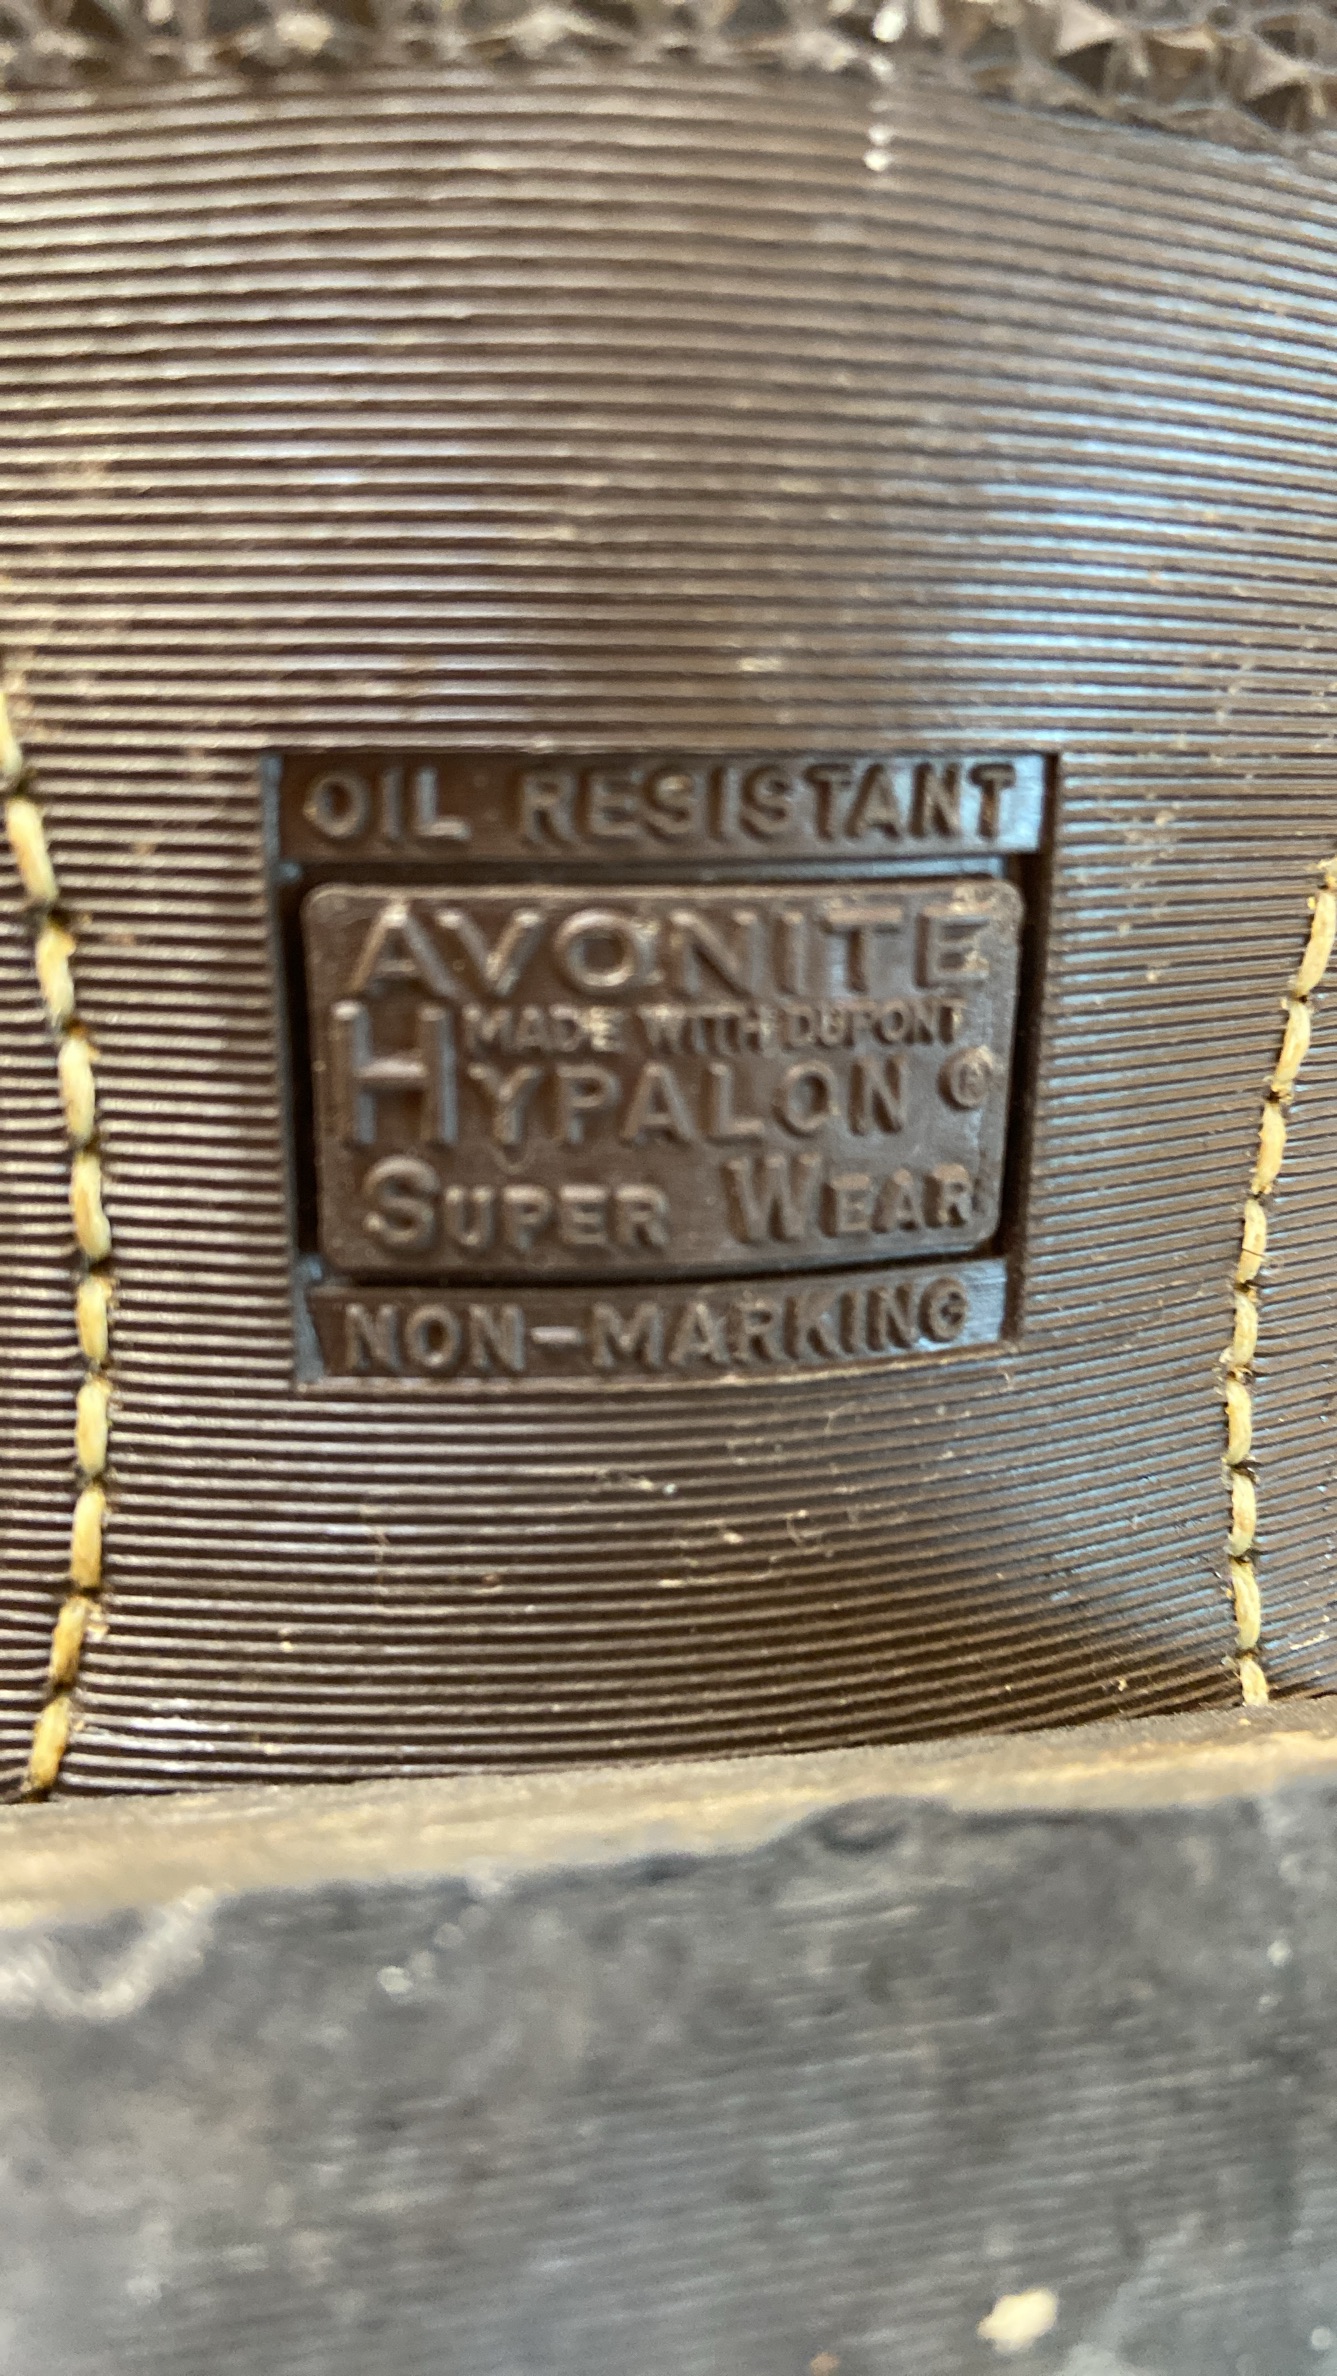 OIL RESISTANT
AVONITE
MADE WITH DUPONT
HYPALON ®
SUPER WEAR
NON-MARKING